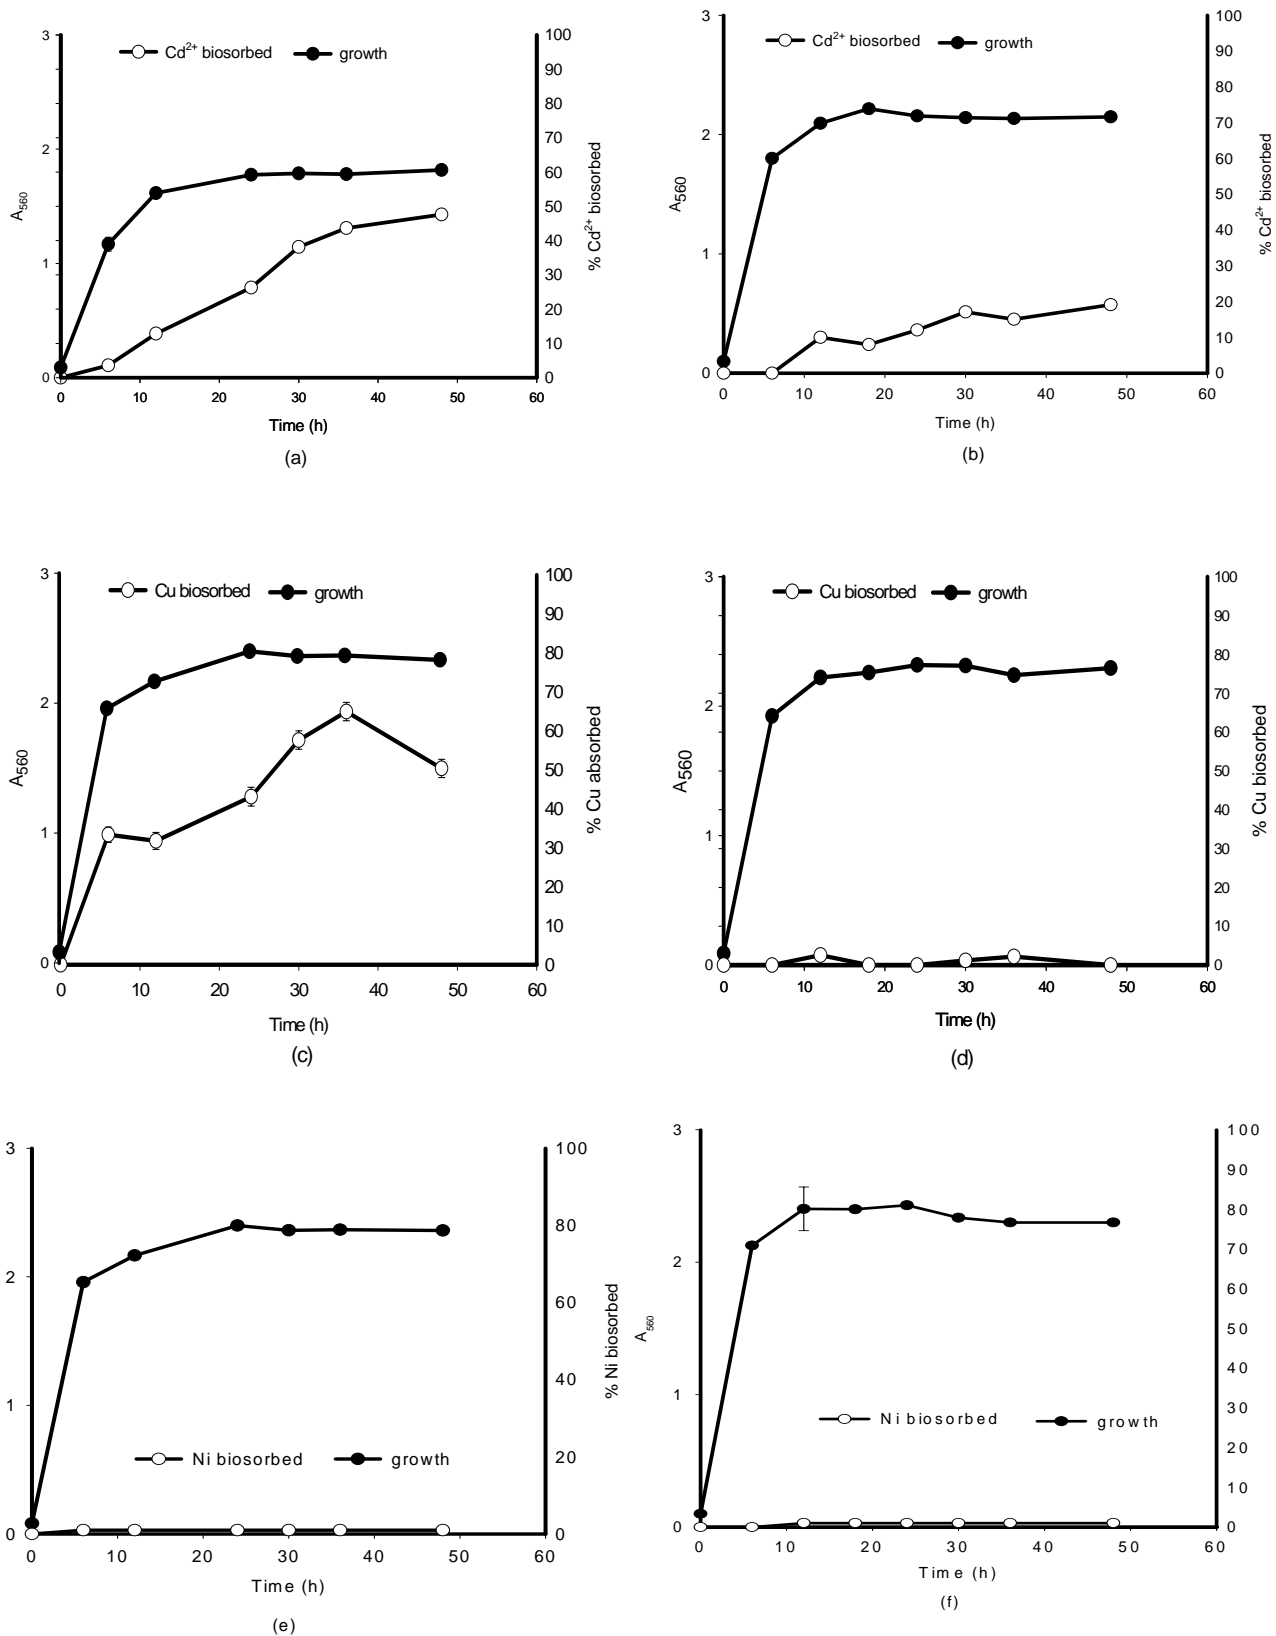 3
2
1
0
A560
Cd2+ biosorbed
growth
100
90
80
70
60
50
40
30
20
10
0
% Cd2+ biosorbed
0 10 20 30 40 50 60
Time (h)
(a)
3
2
1
0
A560
Cd2+ biosorbed
growth
100
90
80
70
60
50
40
30
20
10
0
% Cd2+ biosorbed
0 10 20 30 40 50 60
Time (h)
(b)
3
2
1
0
A560
Cu biosorbed
growth
100
90
80
70
60
50
40
30
20
10
0
% Cu absorbed
0 10 20 30 40 50 60
Time (h)
(c)
3
2
1
0
A560
Cu biosorbed
growth
100
90
80
70
60
50
40
30
20
10
0
% Cu biosorbed
0 10 20 30 40 50 60
Time (h)
(d)
3
2
1
0
Ni biosorbed
growth
100
80
60
40
20
0
% Ni biosorbed
0 10 20 30 40 50 60
Time (h)
(e)
3
2
1
0
A560
Ni biosorbed
growth
100
90
80
70
60
50
40
30
20
10
0
0 10 20 30 40 50 60
Time (h)
(f)